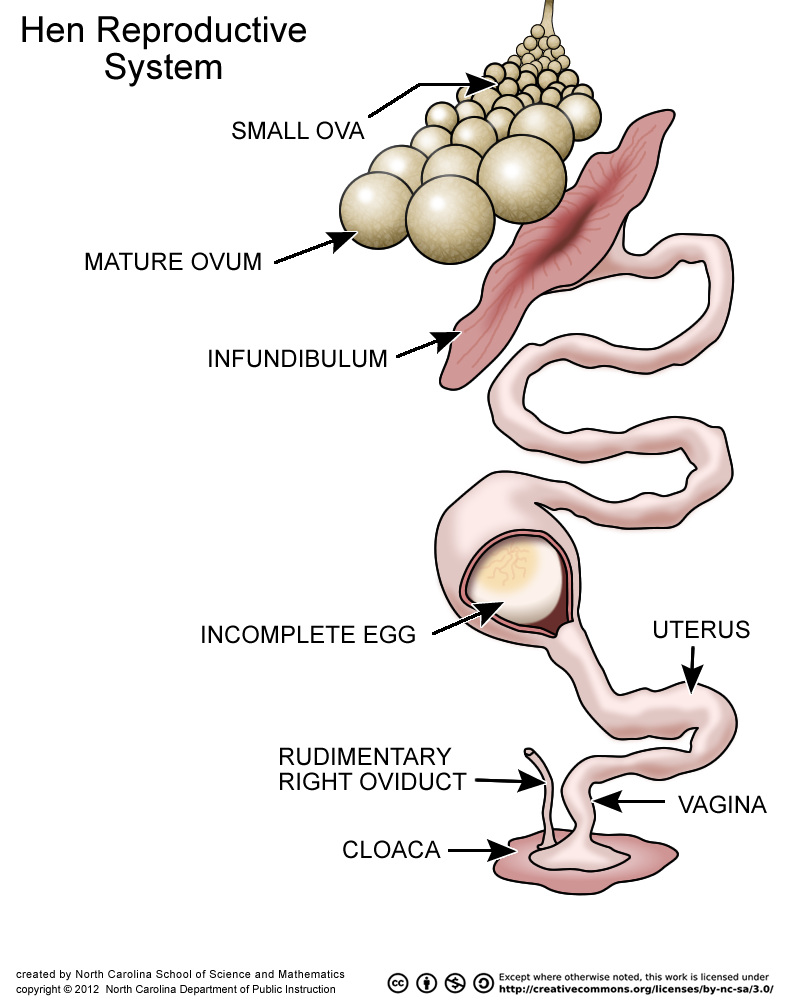 Hen Reproductive
System
SMALL OVA
MATURE OVUM
INFUNDIBULUM
INCOMPLETE EGG
UTERUS
RUDIMENTARY
RIGHT OVIDUCT
VAGINA
CLOACA
created by North Carolina School of Science and Mathematics
copyright © 2012 North Carolina Department of Public Instruction
cc
Except where otherwise noted, this work is licensed under
http://creativecommons.org/licenses/by-nc-sa/3.0/